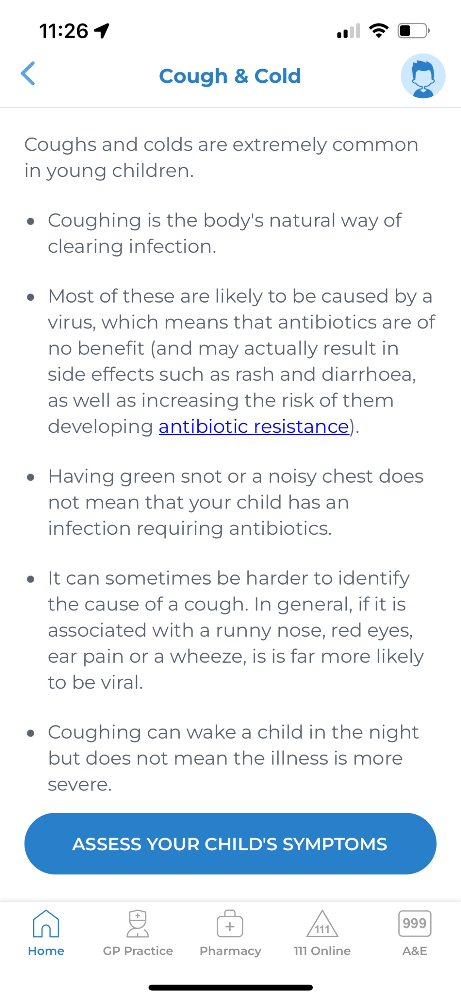 11:26
Cough & Cold
Coughs and colds are extremely common
in young children.
• Coughing is the body's natural way of
clearing infection.
• Most of these are likely to be caused by a
virus, which means that antibiotics are of
no benefit (and may actually result in
side effects such as rash and diarrhoea,
as well as increasing the risk of them
developing antibiotic resistance).
• Having green snot or a noisy chest does
not mean that your child has an
infection requiring antibiotics.
• It can sometimes be harder to identify
the cause of a cough. In general, if it is
associated with a runny nose, red eyes,
ear pain or a wheeze, is is far more likely
to be viral.
• Coughing can wake a child in the night
but does not mean the illness is more
severe.
ASSESS YOUR CHILD'S SYMPTOMS
111
999
Home
GP Practice
Pharmacy
111 Online
A&E